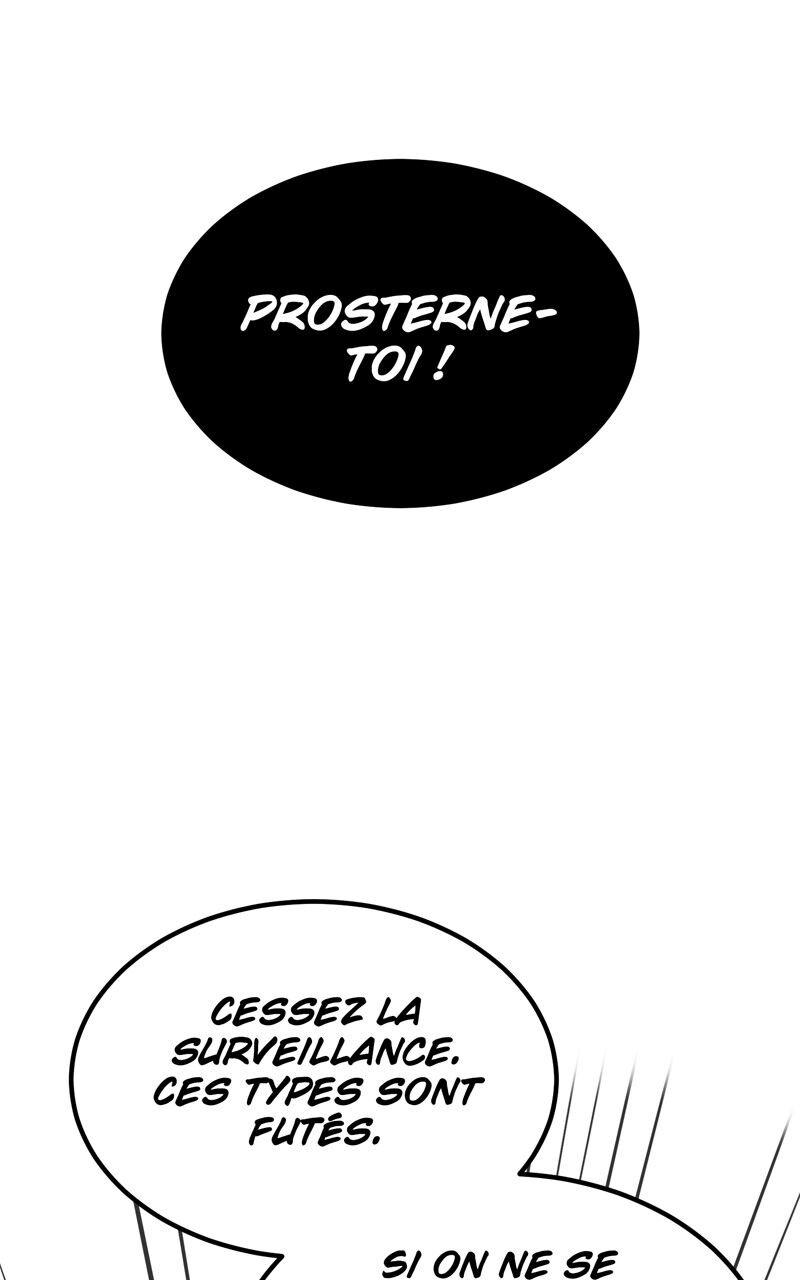 PROSTERNE-
TOI !
CESSEZ LA
SURVEILLANCE.
CES TYPES SONT
FUTÉS.
SI ON NE SE